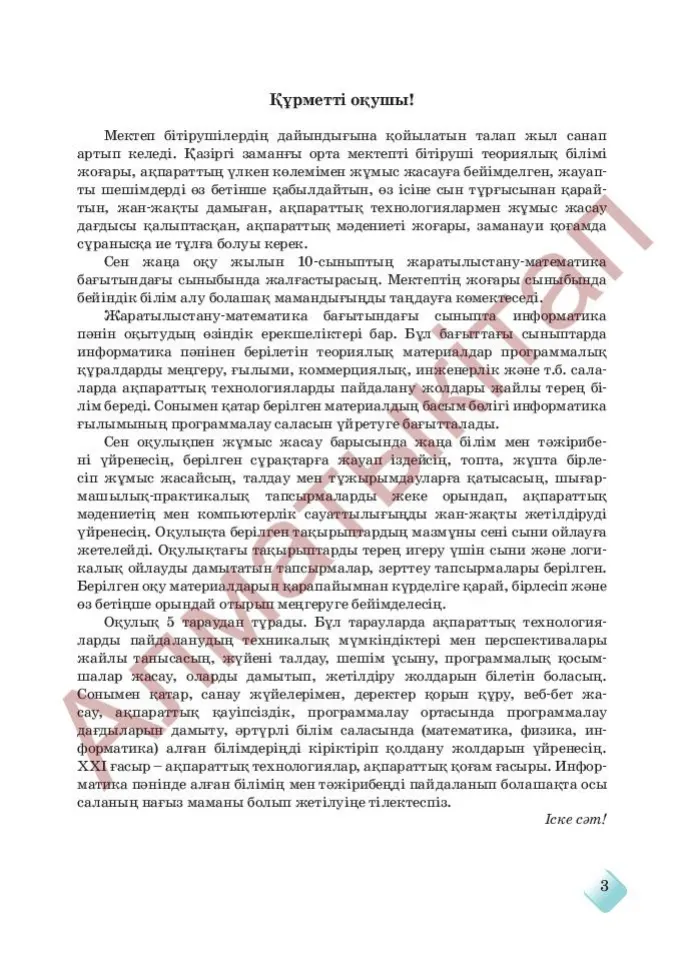 Құрметті оқушы!
Мектеп бітірушілердің дайындығына қойылатын талап жыл санап
артып келеді. Қазіргі заманғы орта мектепті бітіруші теориялық білімі
жоғары, ақпараттың үлкен көлемімен жұмыс жасауға бейімделген, жауап-
ты шешімдерді өз бетінше қабылдайтын, өз ісіне сын тұрғысынан қарай-
тын, жан-жақты дамыған, ақпараттық технологиялармен жұмыс жасау
дағдысы қалыптасқан, ақпараттық мәдениеті жоғары, заманауи қоғамда
сұранысқа ие тұлға болуы керек.
Сен жаңа оқу жылын 10-сыныптың жаратылыстану-математика
бағытындағы сыныбында жалғастырасың. Мектептің жоғары сыныбында
бейіндік білім алу болашақ мамандығыңды таңдауға көмектеседі.
Жаратылыстану-математика бағытындағы сыныпта информатика
пәнін оқытудың өзіндік ерекшеліктері бар. Бұл бағыттағы сыныптарда
информатика пәнінен берілетін теориялық материалдар программалық
құралдарды меңгеру, ғылыми, коммерциялық, инженерлік және т.б. сала-
ларда ақпараттық технологияларды пайдалану жолдары жайлы терең бі-
лім береді. Сонымен қатар берілген материалдың басым бөлігі информатика
ғылымының программалау саласын үйретуге бағытталады.
Сен оқулықпен жұмыс жасау барысында жаңа білім мен тәжірибе-
ні үйренесің, берілген сұрақтарға жауап іздейсің, топта, жұпта бірле-
сіп жұмыс жасайсың, талдау мен тұжырымдауларға қатысасың, шығар-
машылық-практикалық тапсырмаларды жеке орындап, ақпараттық
мәдениетің мен компьютерлік сауаттылығыңды жан-жақты жетілдіруді
үйренесің. Оқулықта берілген тақырыптардың мазмұны сені сыни ойлауға
жетелейді. Оқулықтағы тақырыптарды терең игеру үшін сыни және логи-
калық ойлауды дамытатын тапсырмалар, зерттеу тапсырмалары берілген.
Берілген оқу материалдарын қарапайымнан күрделіге қарай, бірлесіп және
өз бетіңше орындай отырып меңгеруге бейімделесің.
Оқулық 5 тараудан тұрады. Бұл тарауларда ақпараттық технология-
ларды пайдаланудың техникалық мүмкіндіктері мен перспективалары
жайлы танысасың, жүйені талдау, шешім ұсыну, программалық қосым-
шалар жасау, оларды дамытып, жетілдіру жолдарын білетін боласың.
Сонымен қатар, санау жүйелерімен, деректер қорын құру, веб-бет жа-
сау, ақпараттық қауіпсіздік, программалау ортасында программалау
дағдыларын дамыту, әртүрлі білім саласында (математика, физика, ин-
форматика) алған білімдеріңді кіріктіріп қолдану жолдарын үйренесің.
XXI ғасыр – ақпараттық технологиялар, ақпараттық қоғам ғасыры. Инфор-
матика пәнінде алған білімің мен тәжірибеңді пайдаланып болашақта осы
саланың нағыз маманы болып жетілуіңе тілектеспіз.
Іске сәт!
3
Алматыкітап